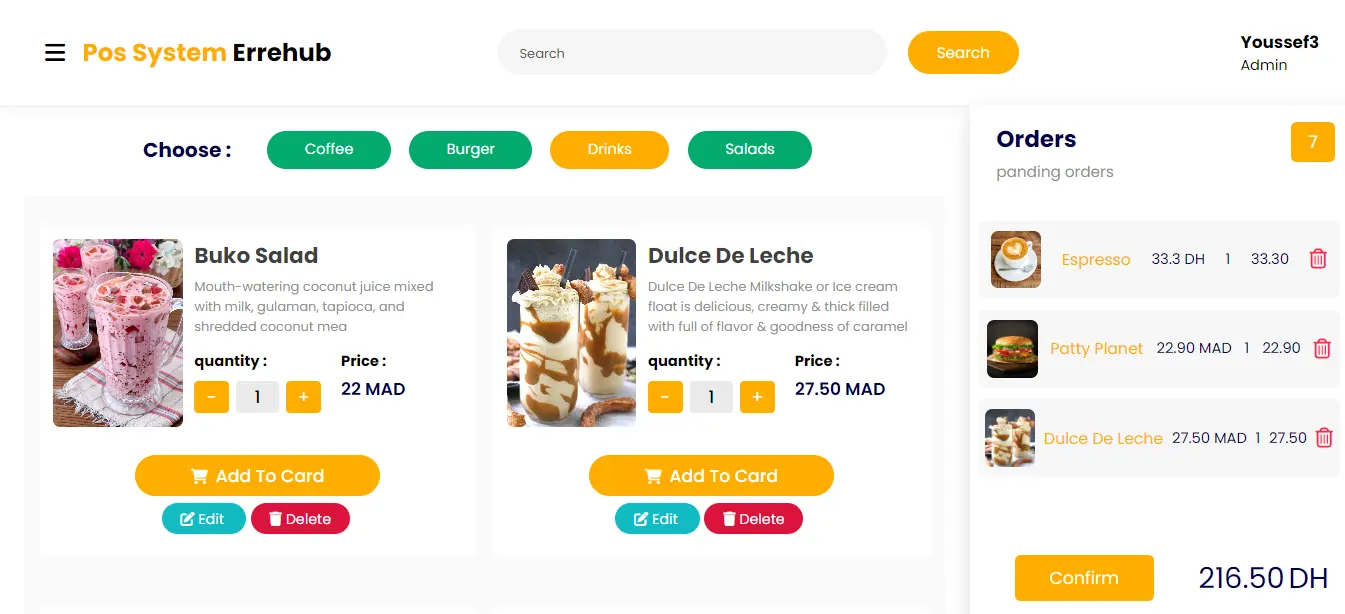 Pos System Errehub
Search
Search
Youssef3
Admin
Choose :
Coffee
Burger
Drinks
Salads
Buko Salad
Mouth-watering coconut juice mixed
with milk, gulaman, tapioca, and
shredded coconut mea
quantity :
Price :
-
1
+
22 MAD
Add To Card
Edit
Delete
Dulce De Leche
Dulce De Leche Milkshake or Ice cream
float is delicious, creamy & thick filled
with full of flavor & goodness of caramel
quantity :
Price :
-
1
+
27.50 MAD
Add To Card
Edit
Delete
Orders
7
panding orders
Espresso 33.3 DH 1 33.30
Patty Planet 22.90 MAD 1 22.90
Dulce De Leche 27.50 MAD 1 27.50
Confirm
216.50 DH